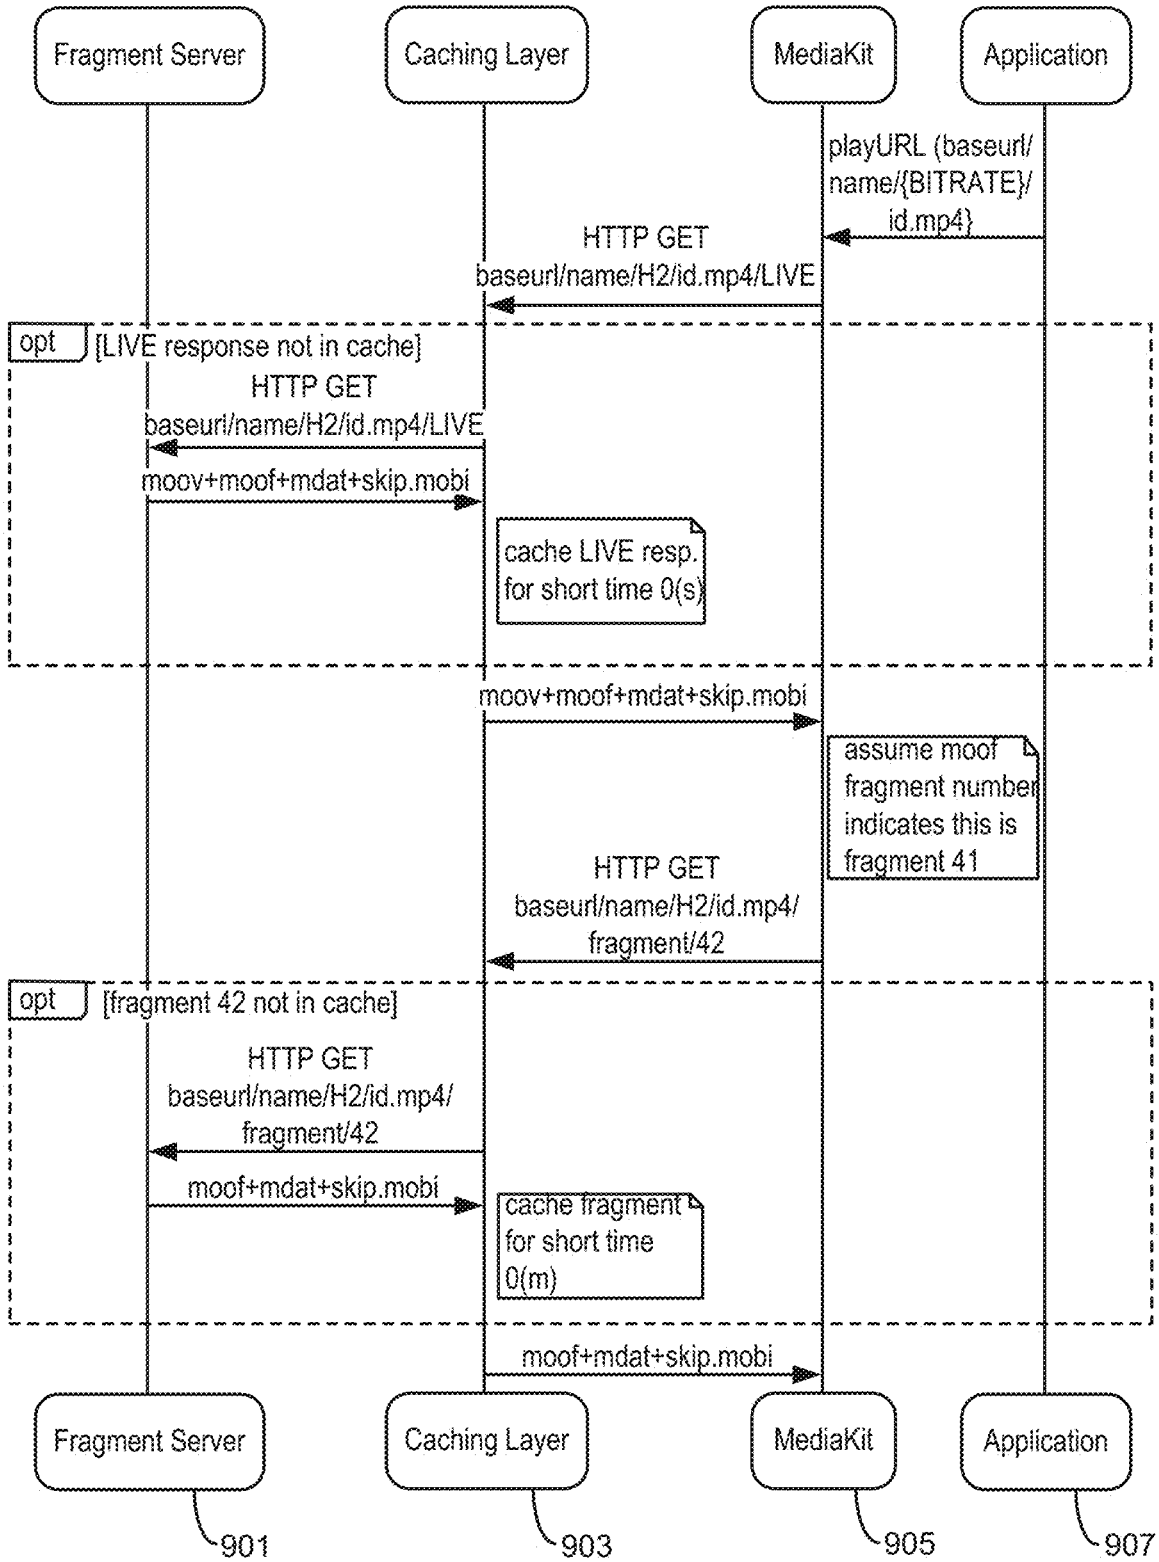 Fragment Server
Caching Layer
MediaKit
Application
playURL (baseurl/
name/{BITRATE}/
id.mp4}
HTTP GET
baseurl/name/H2/id.mp4/LIVE
opt
[LIVE response not in cache]
HTTP GET
baseurl/name/H2/id.mp4/LIVE
moov+moof+mdat+skip.mobi
cache LIVE resp.
for short time 0(s)
moov+moof+mdat+skip.mobi
assume moof
fragment number
indicates this is
fragment 41
HTTP GET
baseurl/name/H2/id.mp4/
fragment/42
opt
[fragment 42 not in cache]
HTTP GET
baseurl/name/H2/id.mp4/
fragment/42
moof+mdat+skip.mobi
cache fragment
for short time
0(m)
moof+mdat+skip.mobi
Fragment Server
Caching Layer
MediaKit
Application
901
903
905
907